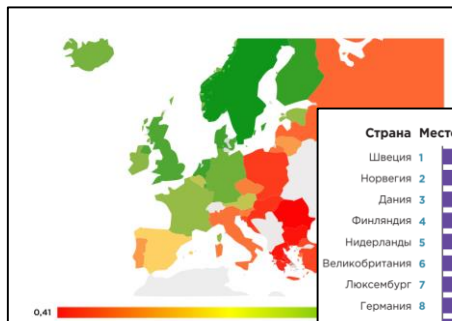 Страна Место
Швеция 1
Норвегия 2
Дания 3
Финляндия 4
Нидерланды 5
Великобритания 6
Люксембург 7
Германия 8
0,41